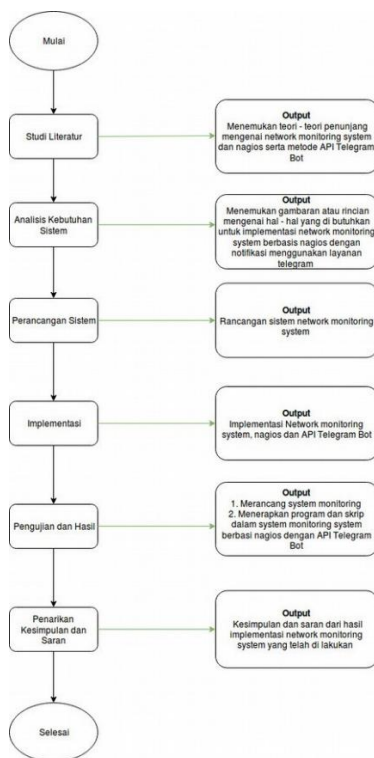 Mulai
Studi Literatur
Output
Menemukan teori - teori penunjang
mengenai network monitoring system
dan nagios serta metode API Telegram
Bot
Analisis Kebutuhan
Sistem
Output
Menemukan gambaran atau rincian
mengenai hal - hal yang di butuhkan
untuk implementasi network monitoring
system berbasis nagios dengan
notifikasi menggunakan layanan
telegram
Perancangan Sistem
Output
Rancangan sistem network monitoring
system
Implementasi
Output
Implementasi Network monitoring
system, nagios dan API Telegram Bot
Pengujian dan Hasil
Output
1. Merancang system monitoring
2. Menerapkan program dan skrip
dalam system monitoring system
berbasi nagios dengan API Telegram
Bot
Penarikan
Kesimpulan dan
Saran
Output
Kesimpulan dan saran dari hasil
implementasi network monitoring
system yang telah di lakukan
Selesai